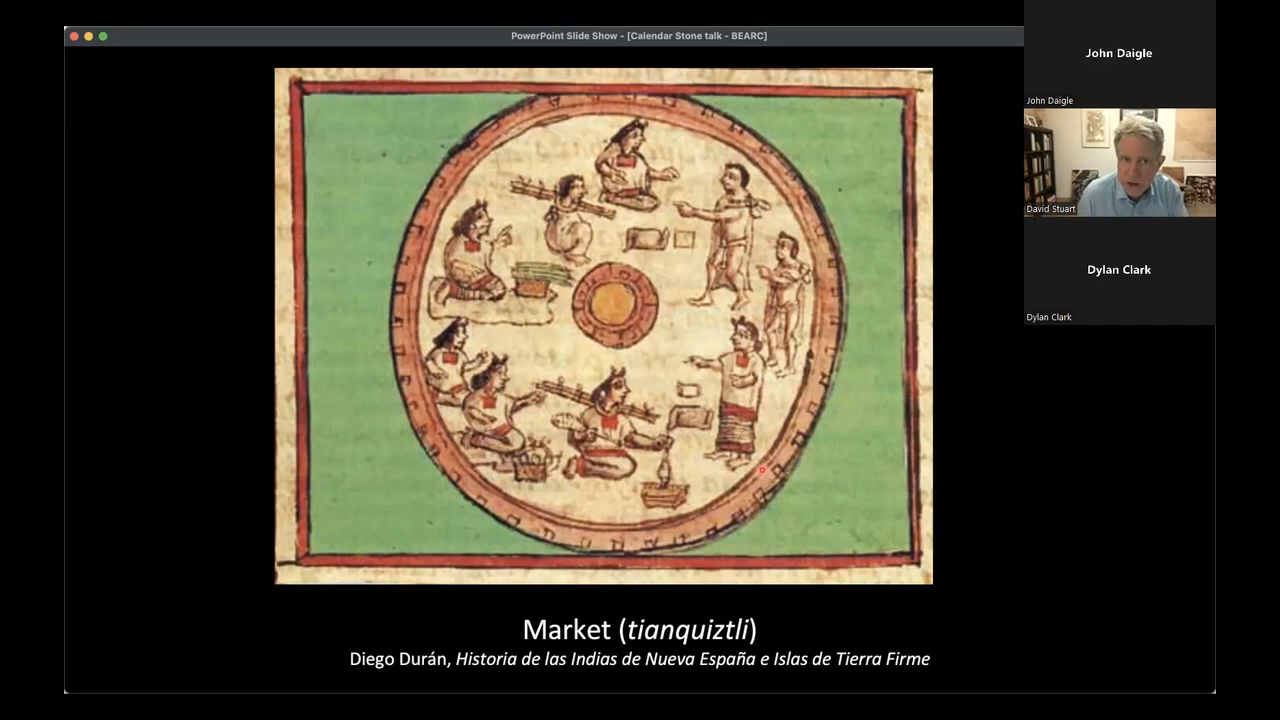 PowerPoint Slide Show - [Calendar Stone talk - BEARC]
John Daigle
John Daigle
David Stuart
Dylan Clark
Dylan Clark
Market (tianquiztli)
Diego Durán, Historia de las Indias de Nueva España e Islas de Tierra Firme